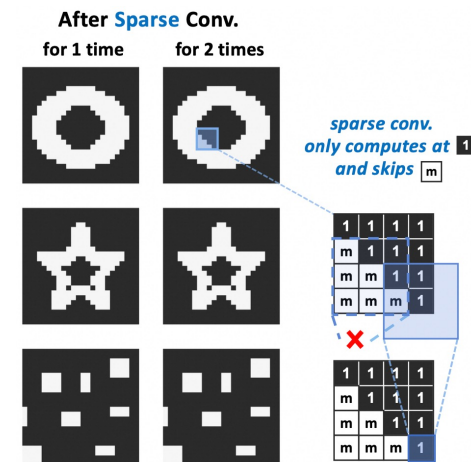 After Sparse Conv.
for 1 time
for 2 times
sparse conv.
only computes at 1
and skips m
1 1 1 1
m 1 1 1
m m 1 1
m m m 1
1 1 1 1
m 1 1 1
m m 1 1
m m m 1